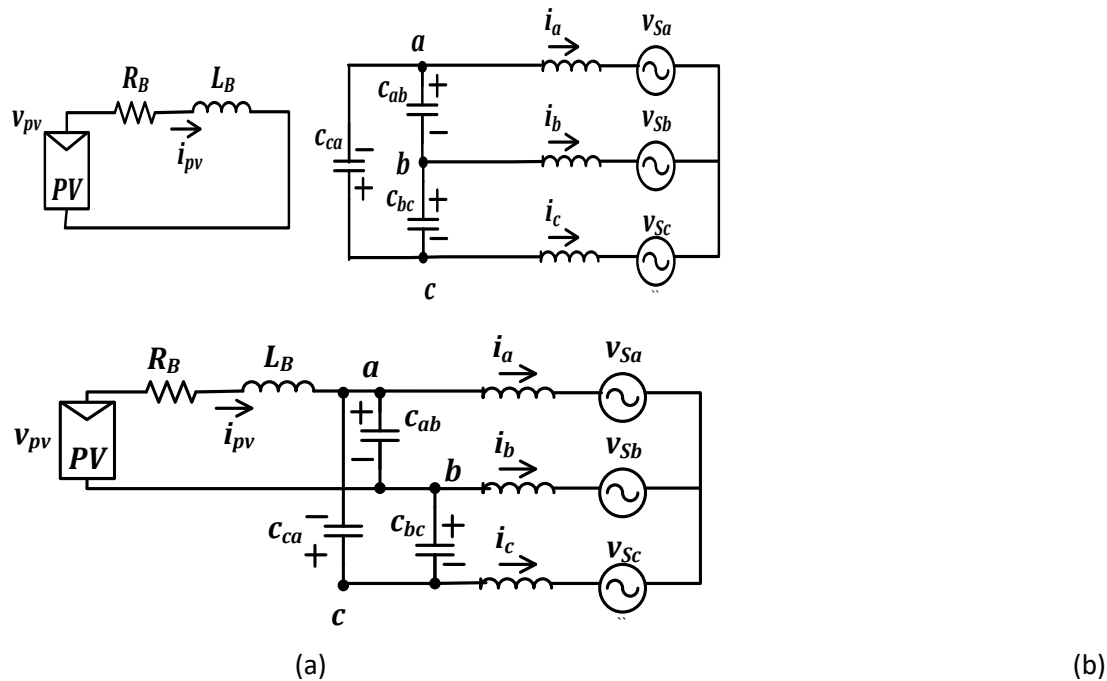 i_a v_Sa
a
R_B L_B
c_ab + −
v_pv
i_b v_Sb
c_ca − +
b
i_pv
PV
c_bc + −
i_c v_Sc
c
``
i_a v_Sa
R_B L_B a
+ − c_ab
i_pv
v_pv PV
i_b v_Sb
b
c_ca − + c_bc + −
i_c v_Sc
c
``
(a) (b)